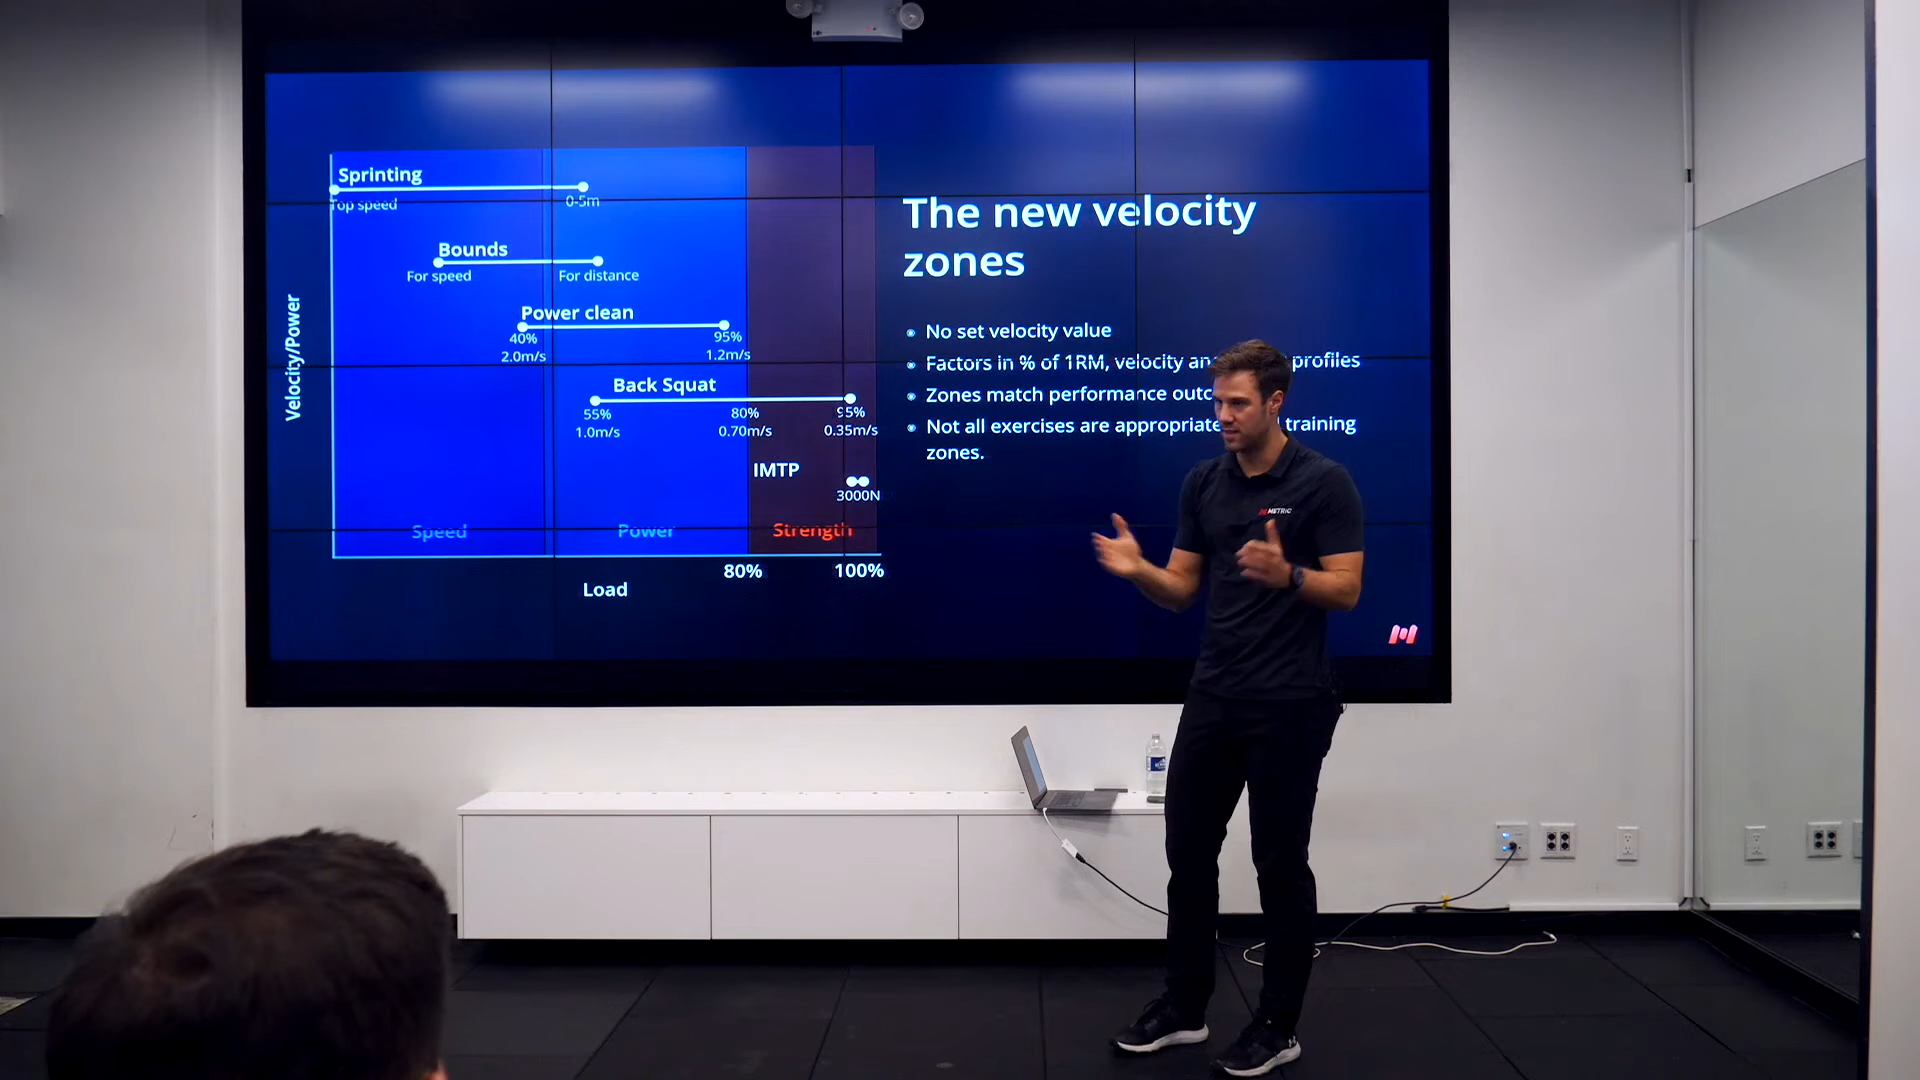 Sprinting
Top speed
0-5m
Bounds
For speed
For distance
Power clean
40%
95%
2.0m/s
1.2m/s
Back Squat
55%
80%
95%
1.0m/s
0.70m/s
0.35m/s
IMTP
3000N
Speed
Power
Strength
80%
100%
Load
Velocity/Power
The new velocity
zones
No set velocity value
Factors in % of 1RM, velocity profiles
Zones match performance
Not all exercises are appropriate training
zones.
METRIC